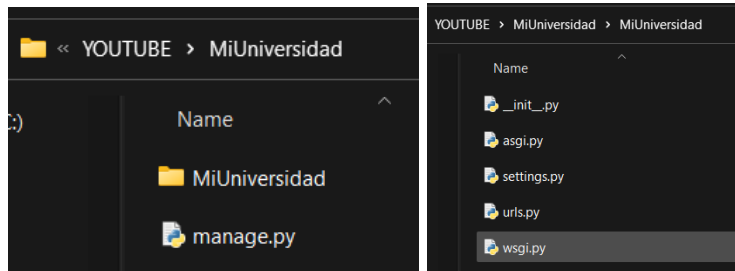 « YOUTUBE > MiUniversidad
:)
Name
MiUniversidad
manage.py
YOUTUBE > MiUniversidad > MiUniversidad
Name
__init__.py
asgi.py
settings.py
urls.py
wsgi.py